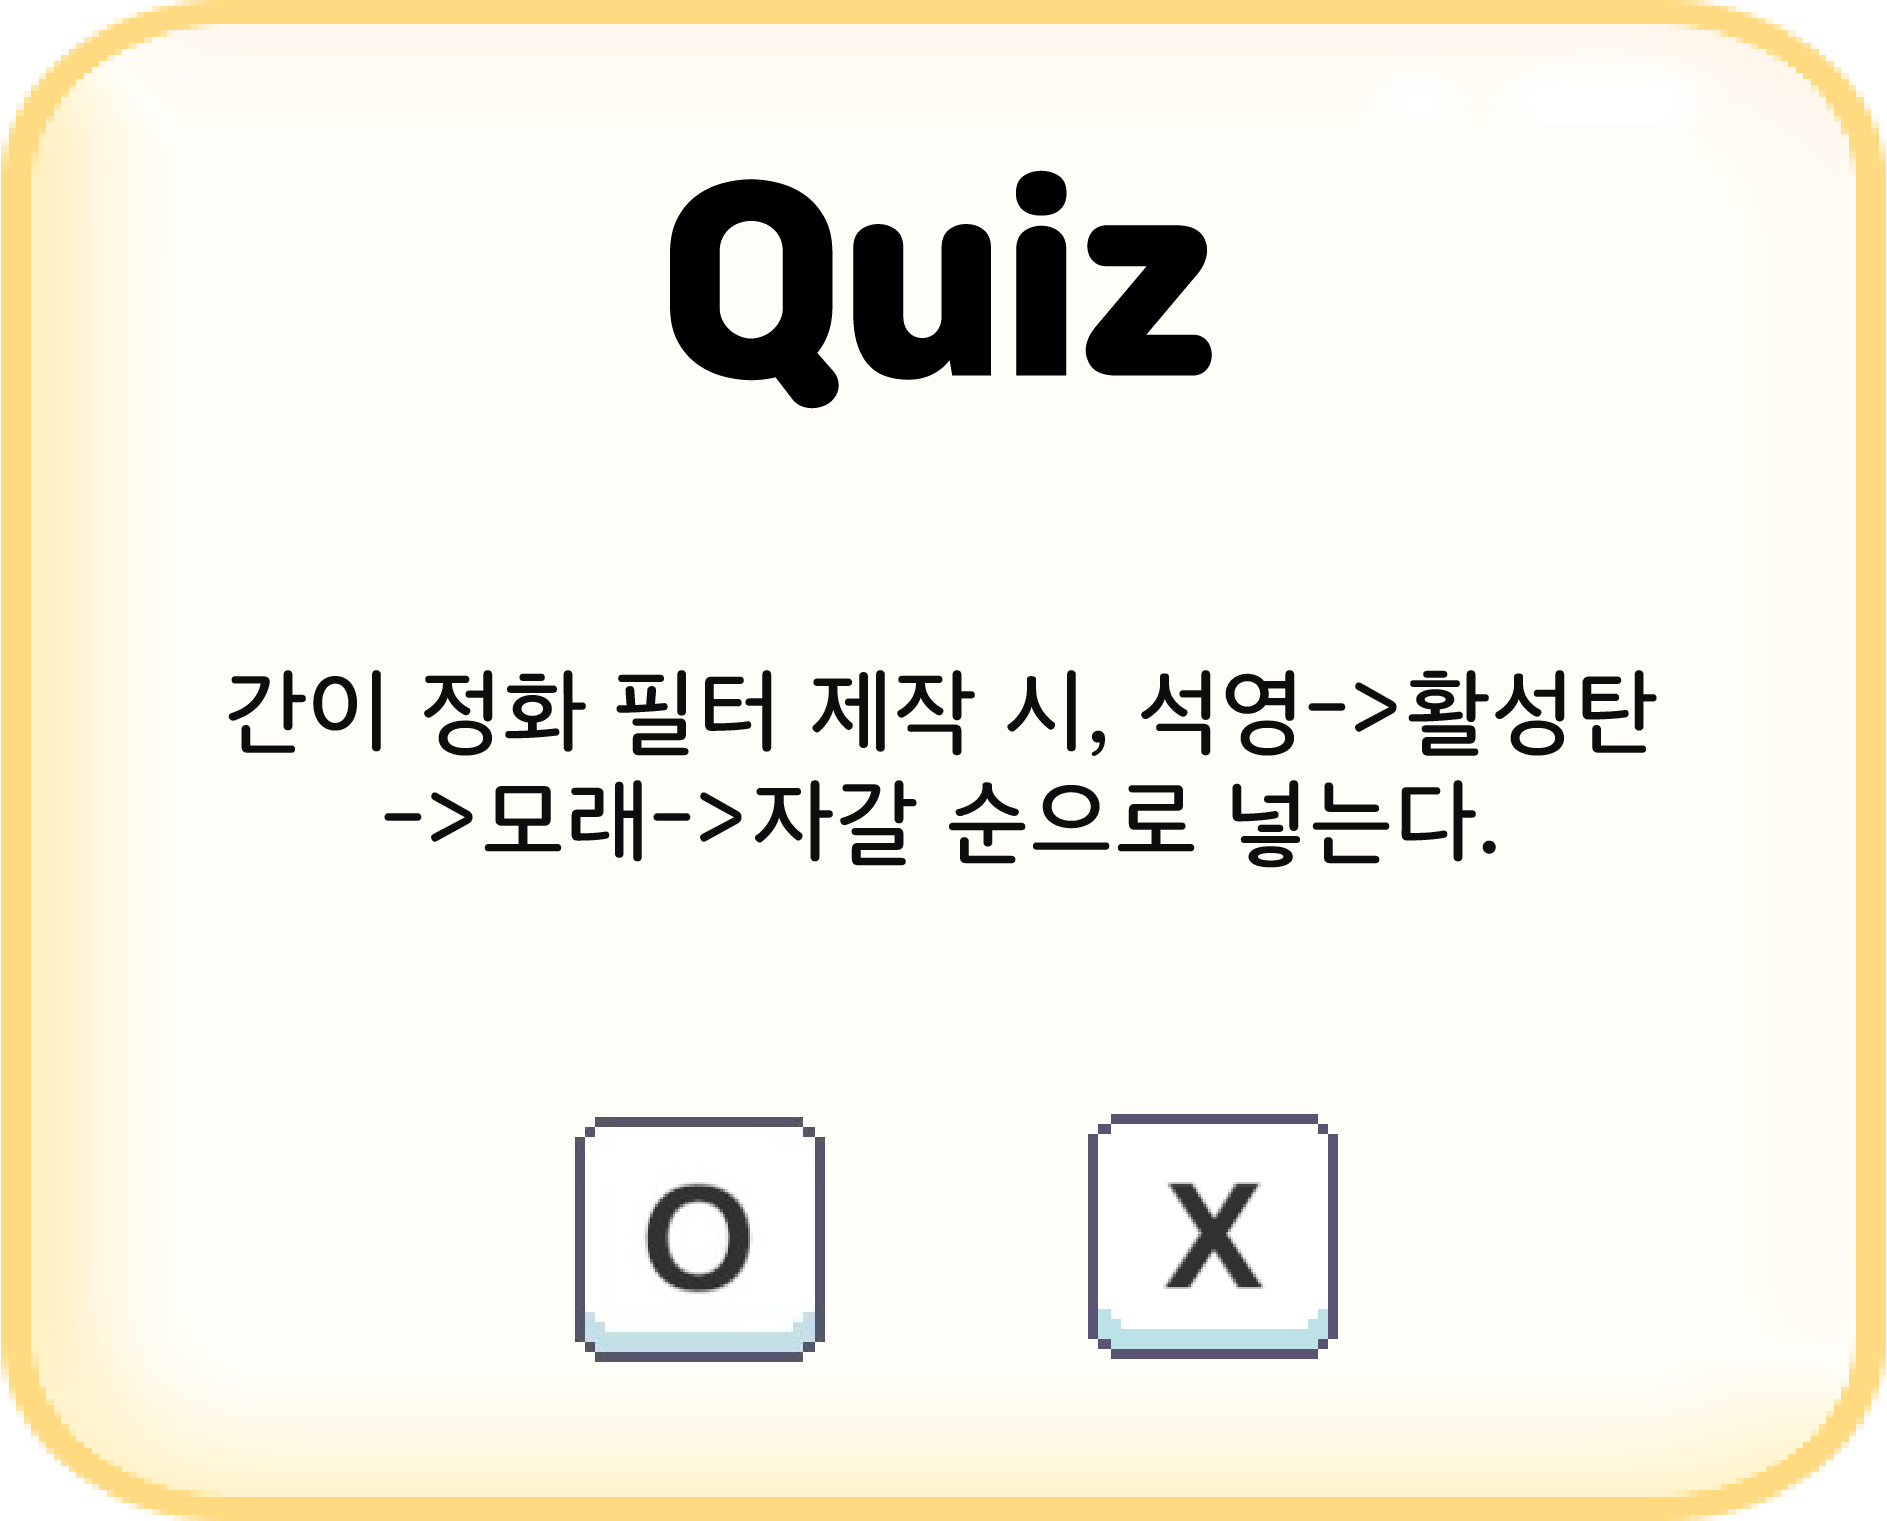 Quiz
간이 정화 필터 제작 시, 석영->활성탄
->모래->자갈 순으로 넣는다.
O
X